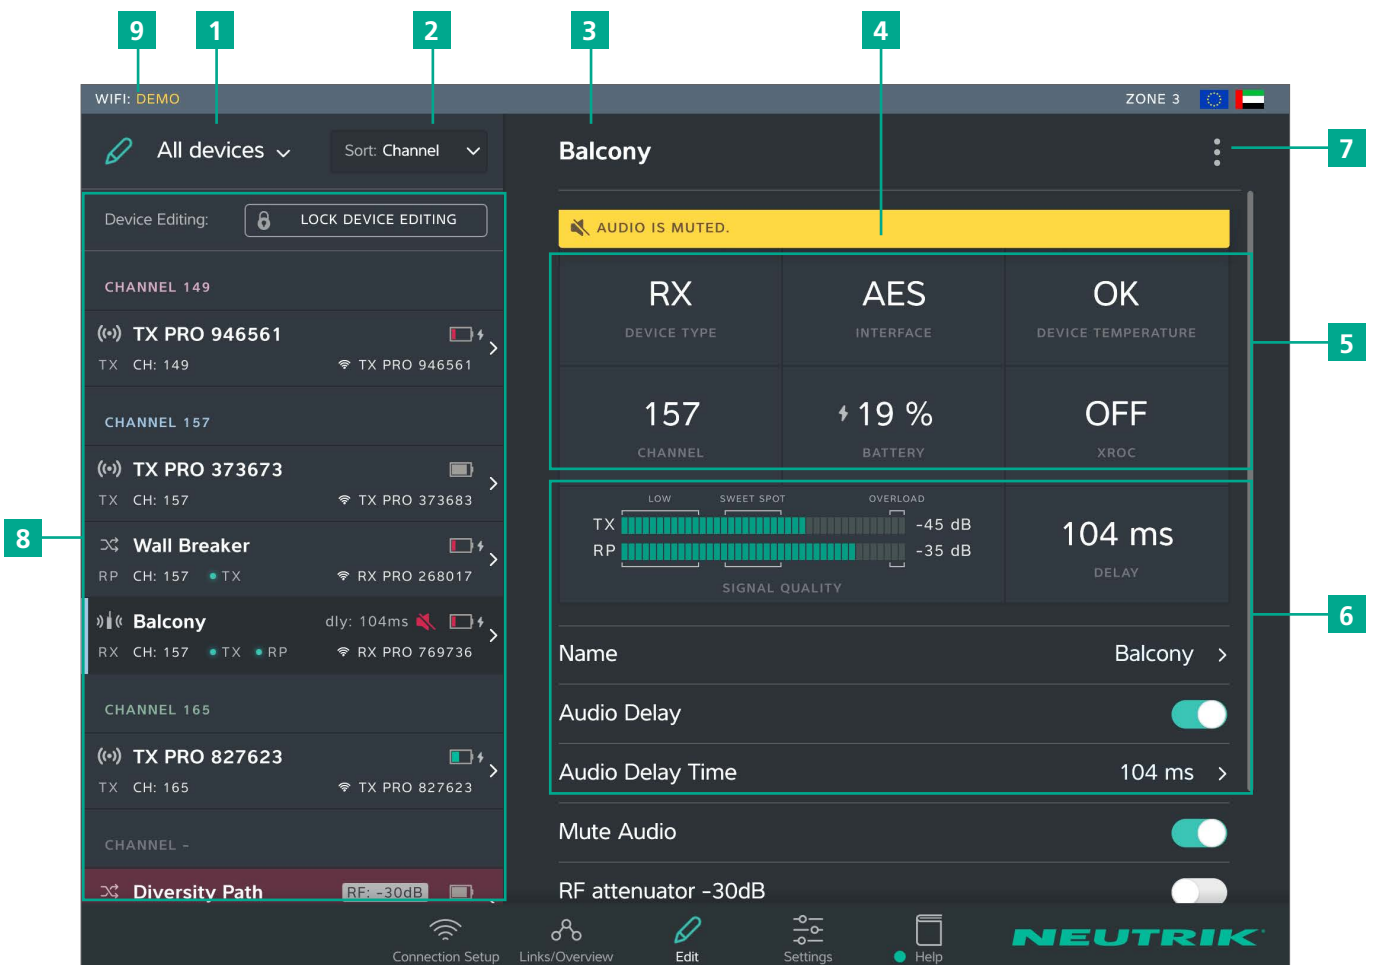 9 1 2 3 4
WIFI: DEMO ZONE 3
All devices Sort: Channel Balcony 7
Device Editing: LOCK DEVICE EDITING
AUDIO IS MUTED.
CHANNEL 149
TX PRO 946561
TX CH: 149 TX PRO 946561
CHANNEL 157
TX PRO 373673
TX CH: 157 TX PRO 373683
8
Wall Breaker
RP CH: 157 TX RX PRO 268017
Balcony dly: 104ms
RX CH: 157 TX RP RX PRO 769736
CHANNEL 165
TX PRO 827623
TX CH: 165 TX PRO 827623
CHANNEL -
Diversity Path RF: -30dB
RX AES OK
DEVICE TYPE INTERFACE DEVICE TEMPERATURE
5
157 19 % OFF
CHANNEL BATTERY XROC
LOW SWEET SPOT OVERLOAD
TX -45 dB
RP -35 dB
SIGNAL QUALITY
104 ms
DELAY
6
Name Balcony
Audio Delay
Audio Delay Time 104 ms
Mute Audio
RF attenuator -30dB
Connection Setup Links/Overview Edit Settings Help
NEUTRIK